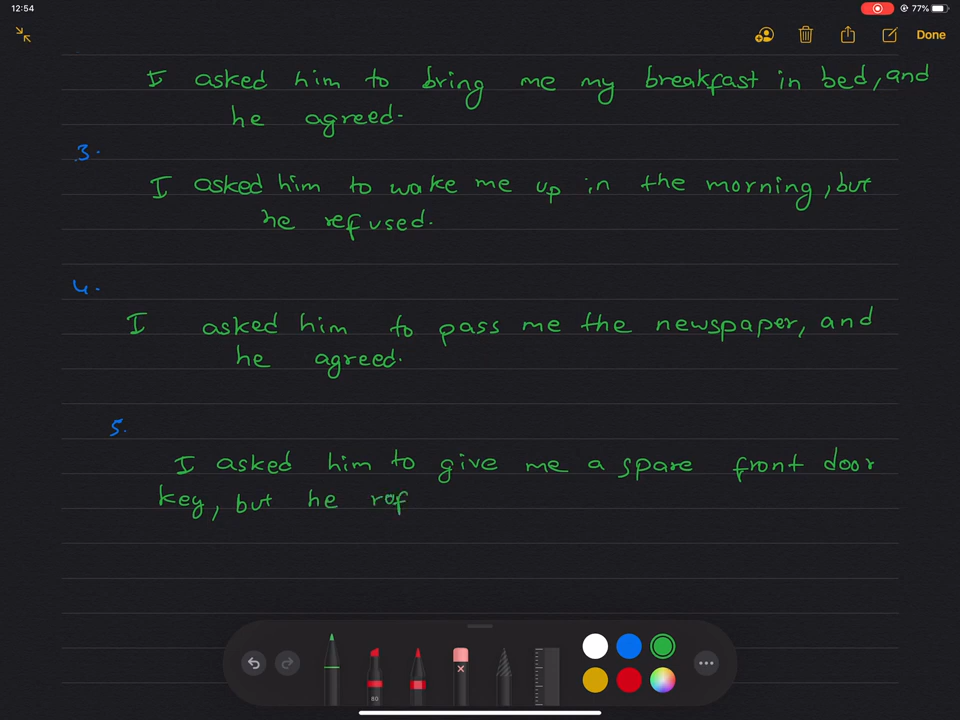 12:54
77%
Done
I asked him to bring me my breakfast in bed, and
he agreed.
3.
I asked him to wake me up in the morning, but
he refused.
4.
I asked him to pass me the newspaper, and
he agreed.
5.
I asked him to give me a spare front door
key, but he ref
80